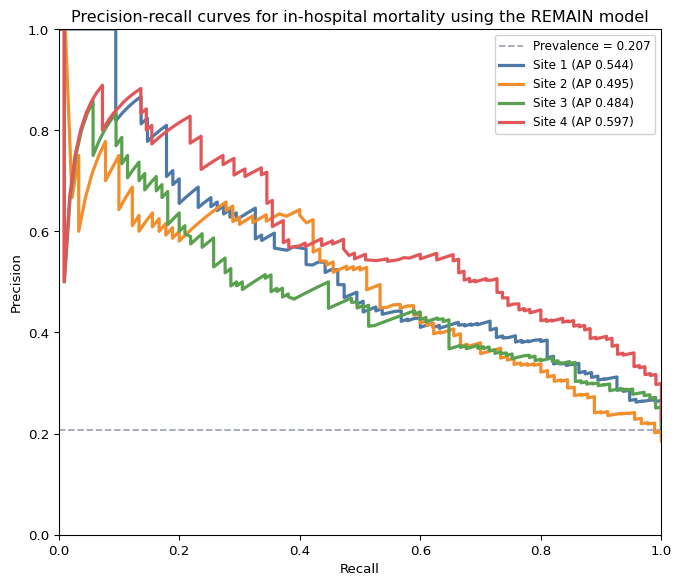 Precision-recall curves for in-hospital mortality using the REMAIN model
Prevalence = 0.207
Site 1 (AP 0.544)
Site 2 (AP 0.495)
Site 3 (AP 0.484)
Site 4 (AP 0.597)
Precision
1.0
0.8
0.6
0.4
0.2
0.0
0.0 0.2 0.4 0.6 0.8 1.0
Recall